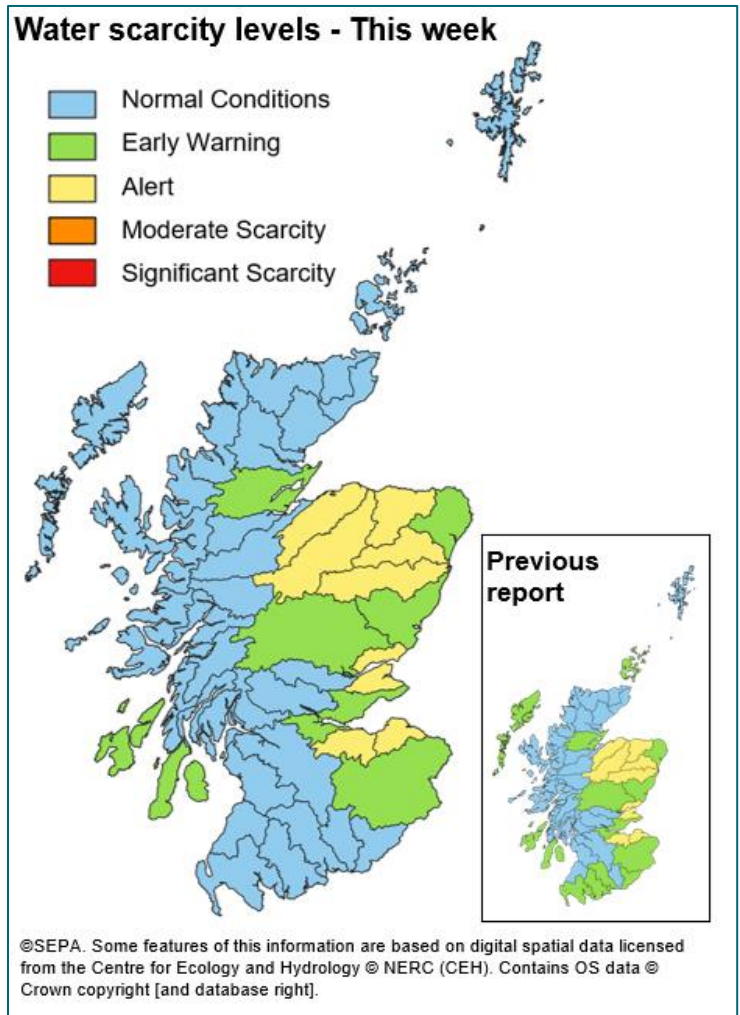 Water scarcity levels - This week
Normal Conditions
Early Warning
Alert
Moderate Scarcity
Significant Scarcity
Previous
report
©SEPA. Some features of this information are based on digital spatial data licensed
from the Centre for Ecology and Hydrology © NERC (CEH). Contains OS data ©
Crown copyright [and database right].